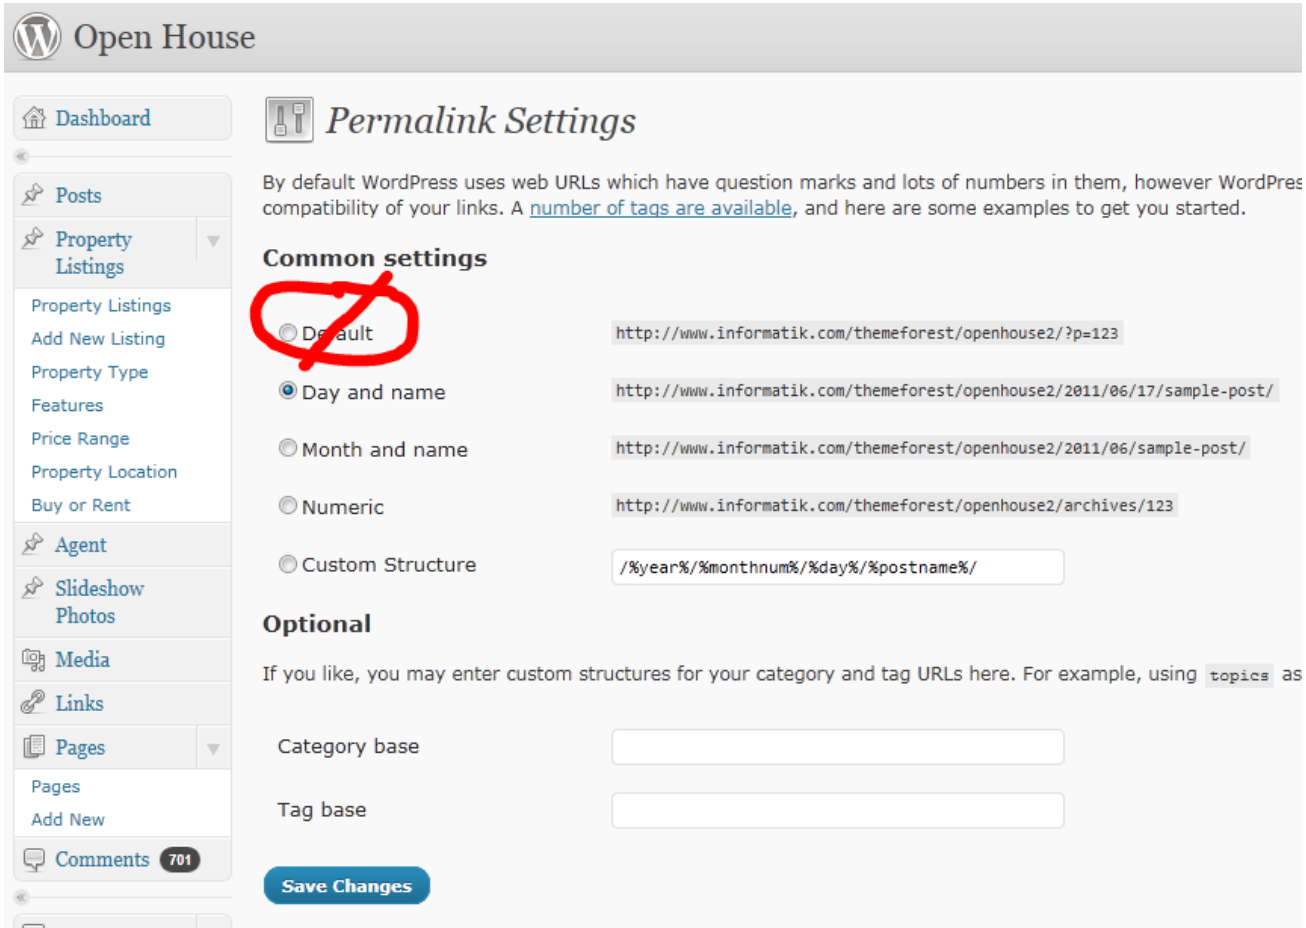 Open House
Dashboard
Posts
Property
Listings
Property Listings
Add New Listing
Property Type
Features
Price Range
Property Location
Buy or Rent
Agent
Slideshow
Photos
Media
Links
Pages
Pages
Add New
Comments 701
Permalink Settings
By default WordPress uses web URLs which have question marks and lots of numbers in them, however WordPres
compatibility of your links. A number of tags are available, and here are some examples to get you started.
Common settings
Default http://www.informatik.com/themeforest/openhouse2/?p=123
Day and name http://www.informatik.com/themeforest/openhouse2/2011/06/17/sample-post/
Month and name http://www.informatik.com/themeforest/openhouse2/2011/06/sample-post/
Numeric http://www.informatik.com/themeforest/openhouse2/archives/123
Custom Structure /%year%/%monthnum%/%day%/%postname%/
Optional
If you like, you may enter custom structures for your category and tag URLs here. For example, using topics as
Category base
Tag base
Save Changes